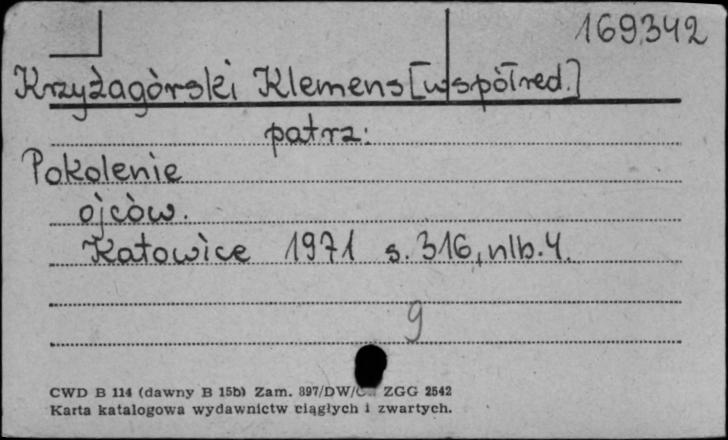 169342
Krzyżagórski Klemens [współred.]
patrz:
Pokolenie
ojców.
Katowice 1971 s. 316, nlb. 4.
9
CWD B 114 (dawny B 15b) Zam. 897/DW/C ZGG 2542
Karta katalogowa wydawnictw ciągłych i zwartych.